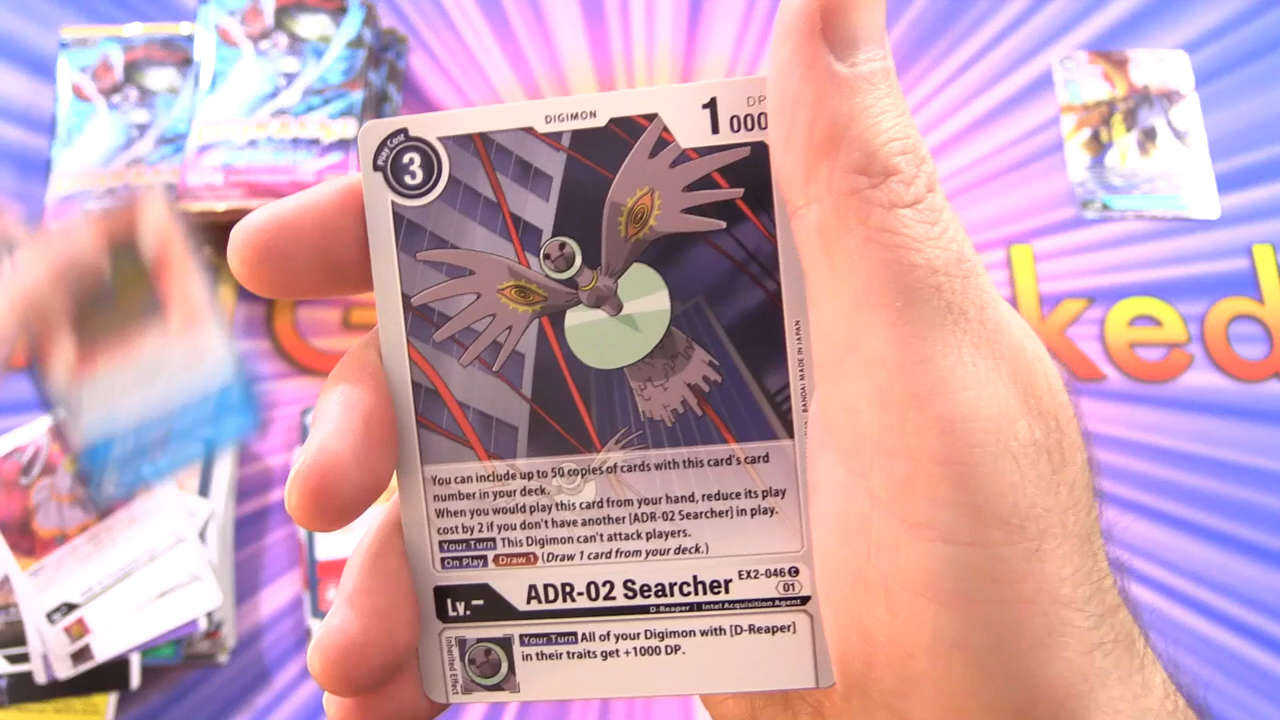 DIGIMON
DP
1000
Play Cost
3
ked
BANDAI MADE IN JAPAN
You can include up to 50 copies of cards with this card's card
number in your deck.
When you would play this card from your hand, reduce its play
cost by 2 if you don't have another [ADR-02 Searcher] in play.
Your Turn This Digimon can't attack players.
On Play Draw 1 (Draw 1 card from your deck.)
EX2-046 C
01
Lv.–
ADR-02 Searcher
D-Reaper | Intel Acquisition Agent
Inherited Effect
Your Turn All of your Digimon with [D-Reaper]
in their traits get +1000 DP.